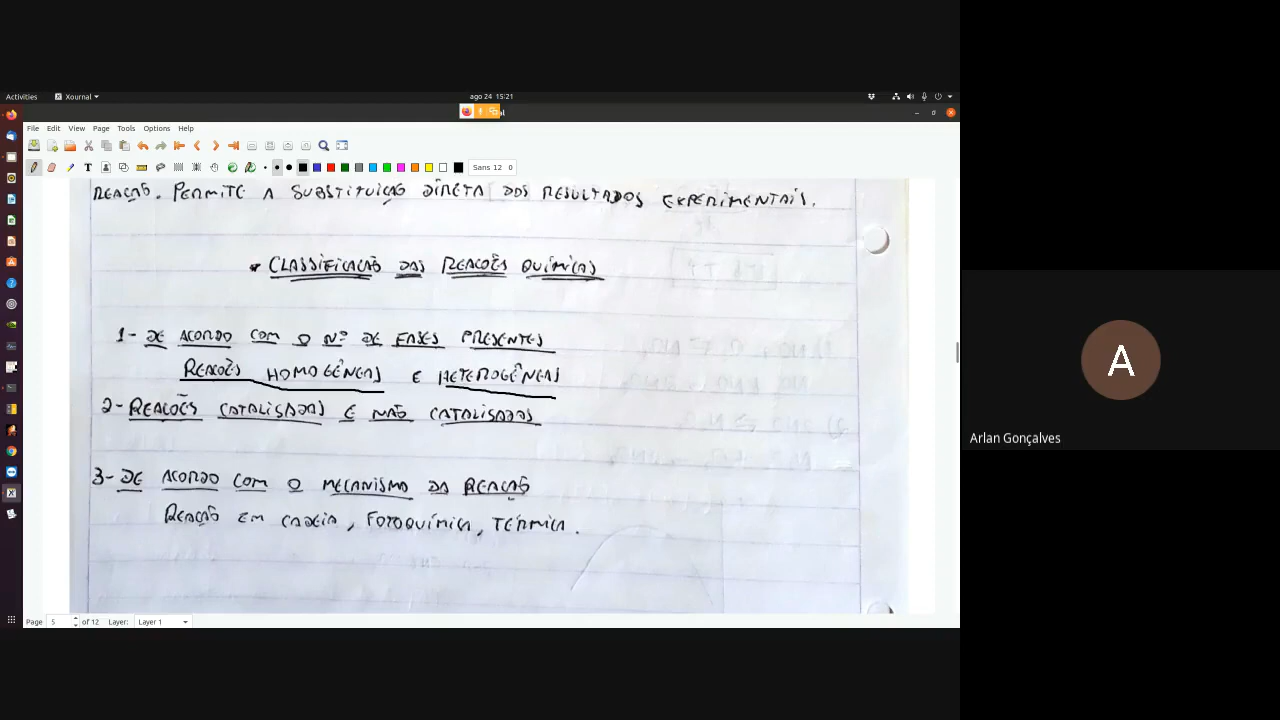 Activities
Xournal
ago 24 15:21
File Edit View Page Tools Options Help
Sans 12 0
REAÇÃO. PERMITE A SUBSTITUIÇÃO DIRETA DOS RESULTADOS EXPERIMENTAIS.
CLASSIFICAÇÃO DAS REAÇÕES QUÍMICAS
1- DE ACORDO COM O Nº DE FASES PRESENTES
REAÇÕES HOMOGÊNEAS E HETEROGÊNEAS
2- REAÇÕES CATALISADAS E NÃO CATALISADAS
3- DE ACORDO COM O MECANISMO DA REAÇÃO
REAÇÃO EM CADEIA, FOTOQUÍMICA, TÉRMICA.
Page 5 of 12 Layer: Layer 1
A
Arlan Gonçalves